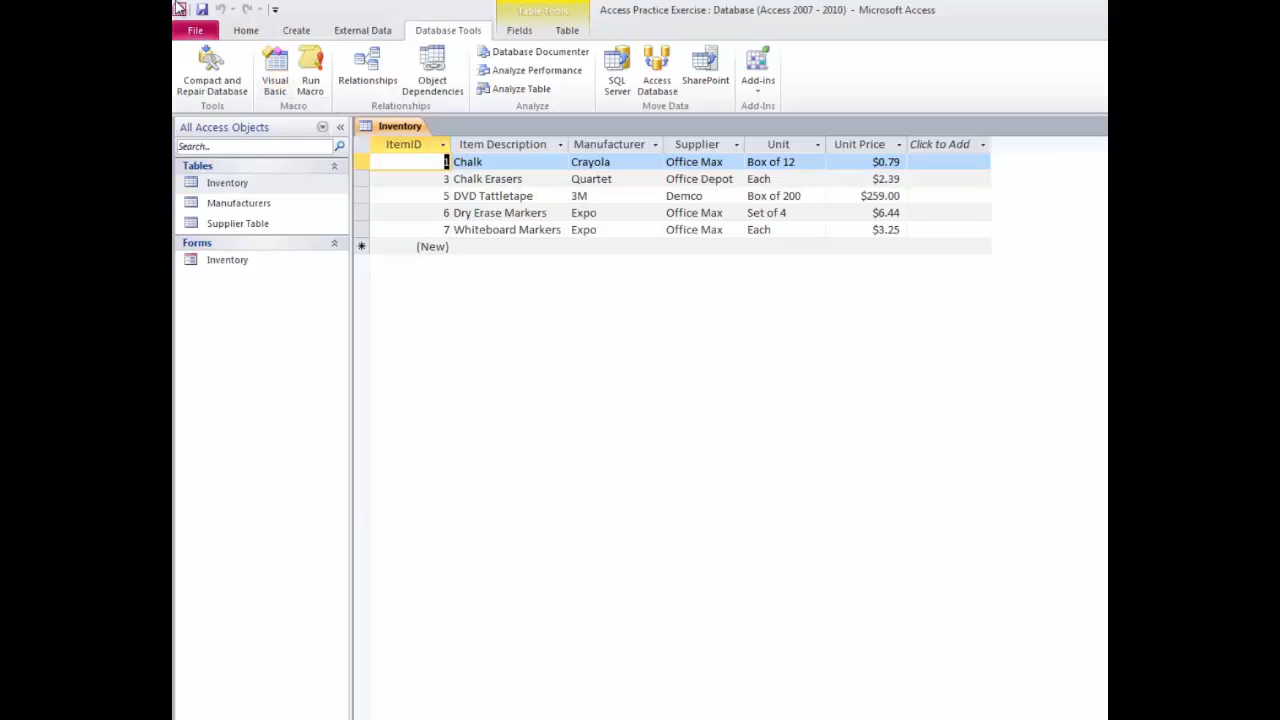 Table Tools
Access Practice Exercise : Database (Access 2007 - 2010) - Microsoft Access
File Home Create External Data Database Tools Fields Table
Compact and Repair Database
Tools
Visual Basic
Run Macro
Macro
Relationships
Object Dependencies
Relationships
Database Documenter
Analyze Performance
Analyze Table
Analyze
SQL Server
Access Database
SharePoint
Move Data
Add-ins
Add-Ins
All Access Objects
Search..
Tables
Inventory
Manufacturers
Supplier Table
Forms
Inventory
Inventory
ItemID Item Description Manufacturer Supplier Unit Unit Price Click to Add
1 Chalk Crayola Office Max Box of 12 $0.79
3 Chalk Erasers Quartet Office Depot Each $2.39
5 DVD Tattletape 3M Demco Box of 200 $259.00
6 Dry Erase Markers Expo Office Max Set of 4 $6.44
7 Whiteboard Markers Expo Office Max Each $3.25
(New)